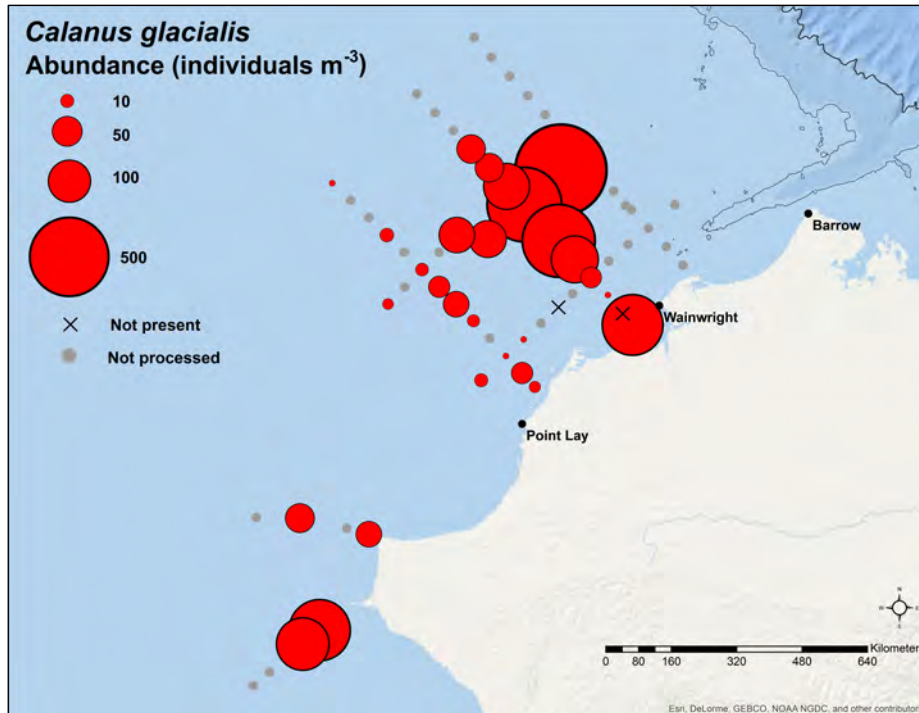 Calanus glacialis
Abundance (individuals m⁻³)
10
50
100
500
Not present
Not processed
Barrow
Wainwright
Point Lay
N
W
E
S
Kilometer
0 80 160 320 480 640
Esri, DeLorme, GEBCO, NOAA NGDC, and other contributor